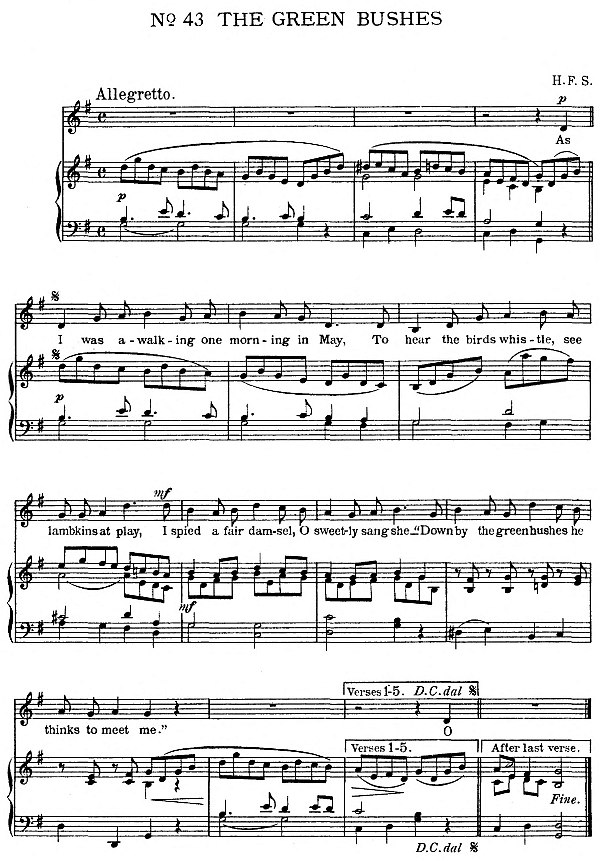 Nº 43 THE GREEN BUSHES
H. F. S.
Allegretto.
p
As
p
I was a-walk-ing one morn-ing in May, To hear the birds whis-tle, see
p
mf
lambkins at play, I spied a fair dam-sel, O sweet-ly sang she_"Down by the green bushes he
mf
Verses 1-5. D.C. dal
thinks to meet me." O
Verses 1-5. After last verse.
Fine.
D.C. dal